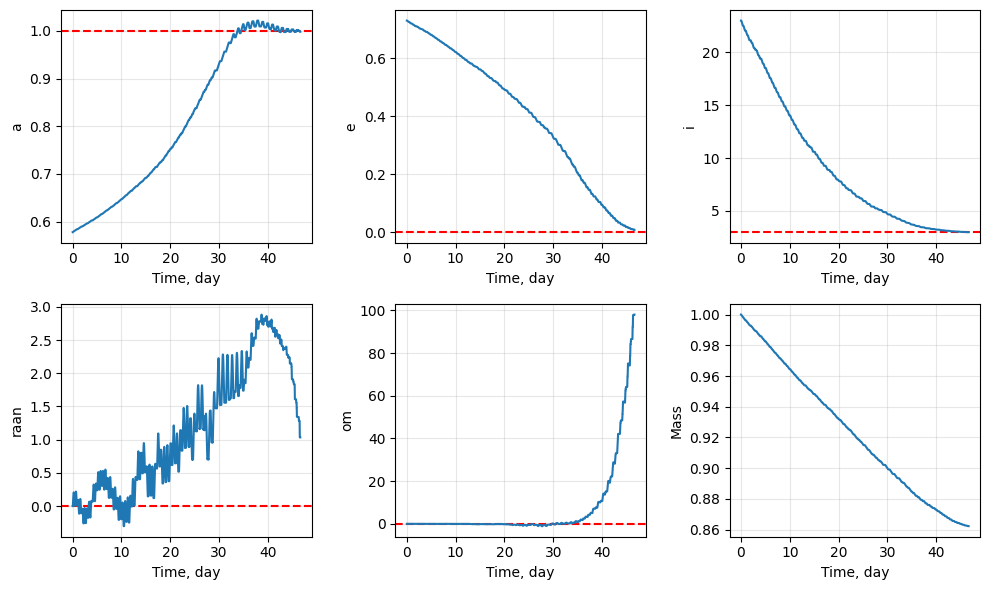 a
1.0
0.9
0.8
0.7
0.6
0 10 20 30 40
Time, day
e
0.6
0.4
0.2
0.0
0 10 20 30 40
Time, day
i
20
15
10
5
0 10 20 30 40
Time, day
raan
3.0
2.5
2.0
1.5
1.0
0.5
0.0
0 10 20 30 40
Time, day
om
100
80
60
40
20
0
0 10 20 30 40
Time, day
Mass
1.00
0.98
0.96
0.94
0.92
0.90
0.88
0.86
0 10 20 30 40
Time, day